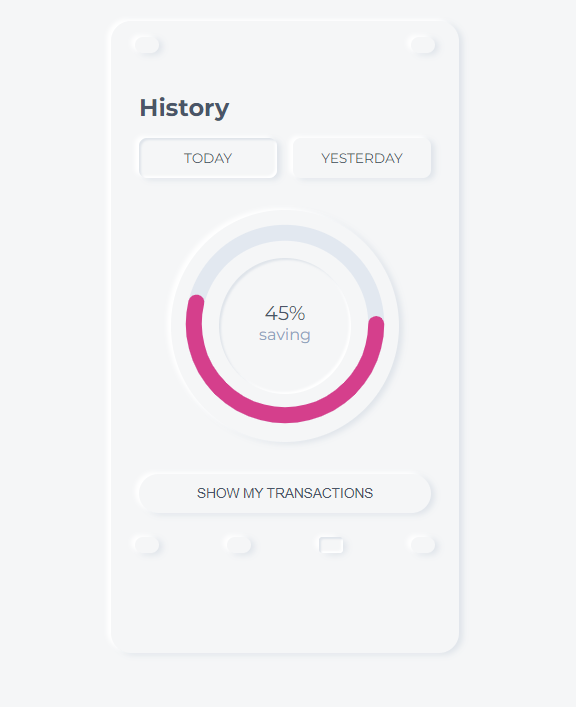 History
TODAY
YESTERDAY
45%
saving
SHOW MY TRANSACTIONS